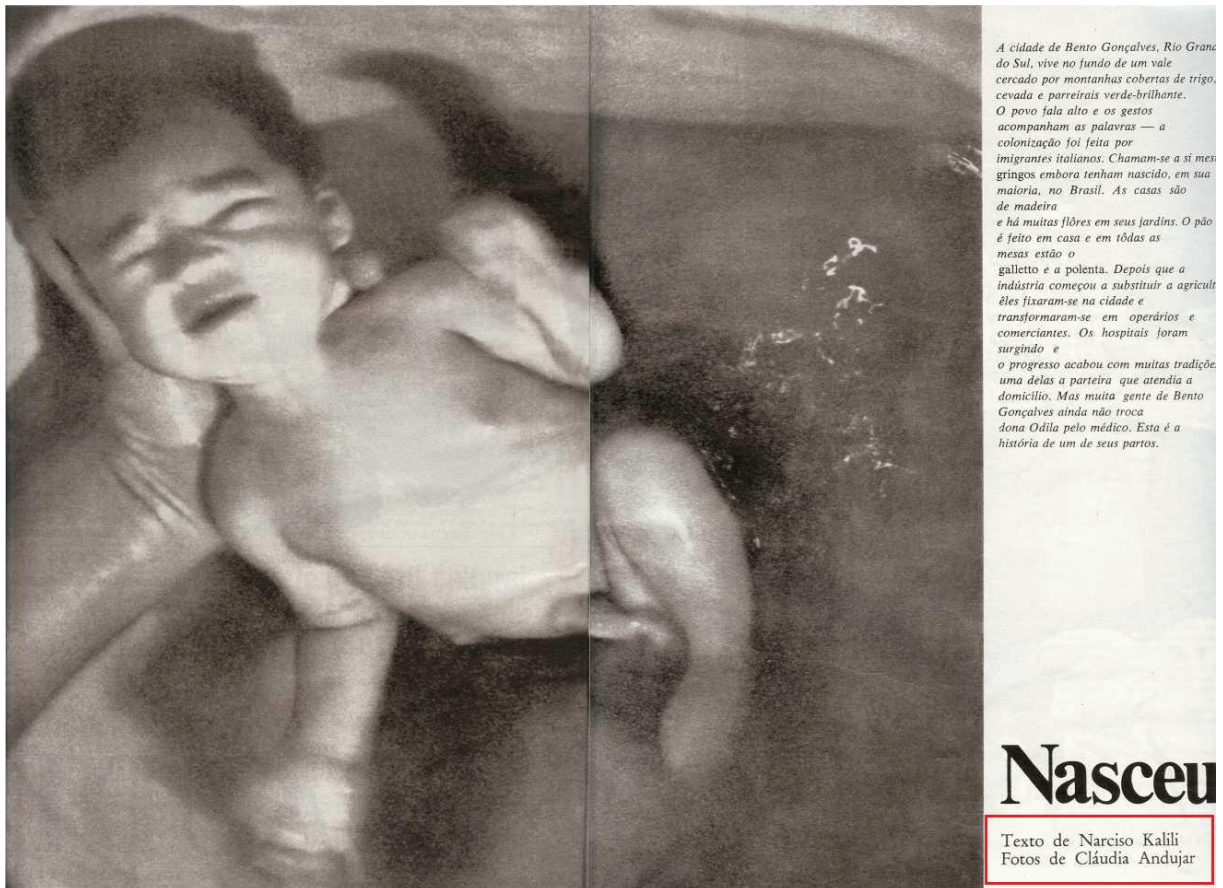 A cidade de Bento Gonçalves, Rio Grand
do Sul, vive no fundo de um vale
cercado por montanhas cobertas de trigo,
cevada e parreirais verde-brilhante.
O povo fala alto e os gestos
acompanham as palavras — a
colonização foi feita por
imigrantes italianos. Chamam-se a si mesm
gringos embora tenham nascido, em sua
maioria, no Brasil. As casas são
de madeira
e há muitas flôres em seus jardins. O pão
é feito em casa e em tôdas as
mesas estão o
galletto e a polenta. Depois que a
indústria começou a substituir a agricult
êles fixaram-se na cidade e
transformaram-se em operários e
comerciantes. Os hospitais foram
surgindo e
o progresso acabou com muitas tradiçõe
uma delas a parteira que atendia a
domicílio. Mas muita gente de Bento
Gonçalves ainda não troca
dona Odila pelo médico. Esta é a
história de um de seus partos.
Nasceu
Texto de Narciso Kalili
Fotos de Cláudia Andujar